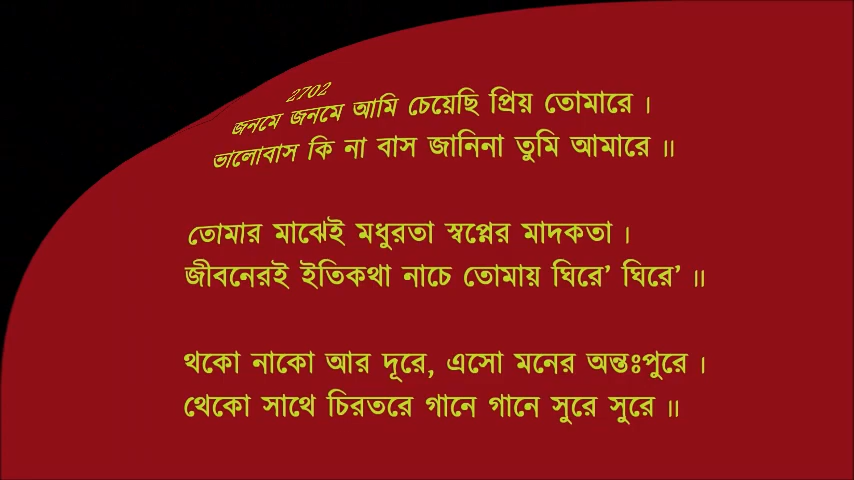 2702
জনমে জনমে আমি চেয়েছি প্রিয় তোমারে ।
ভালোবাস কি না বাস জানিনা তুমি আমারে ॥
তোমার মাঝেই মধুরতা স্বপ্নের মাদকতা ।
জীবনেরই ইতিকথা নাচে তোমায় ঘিরে’ ঘিরে’ ॥
থকো নাকো আর দূরে, এসো মনের অন্তঃপুরে ।
থেকো সাথে চিরতরে গানে গানে সুরে সুরে ॥